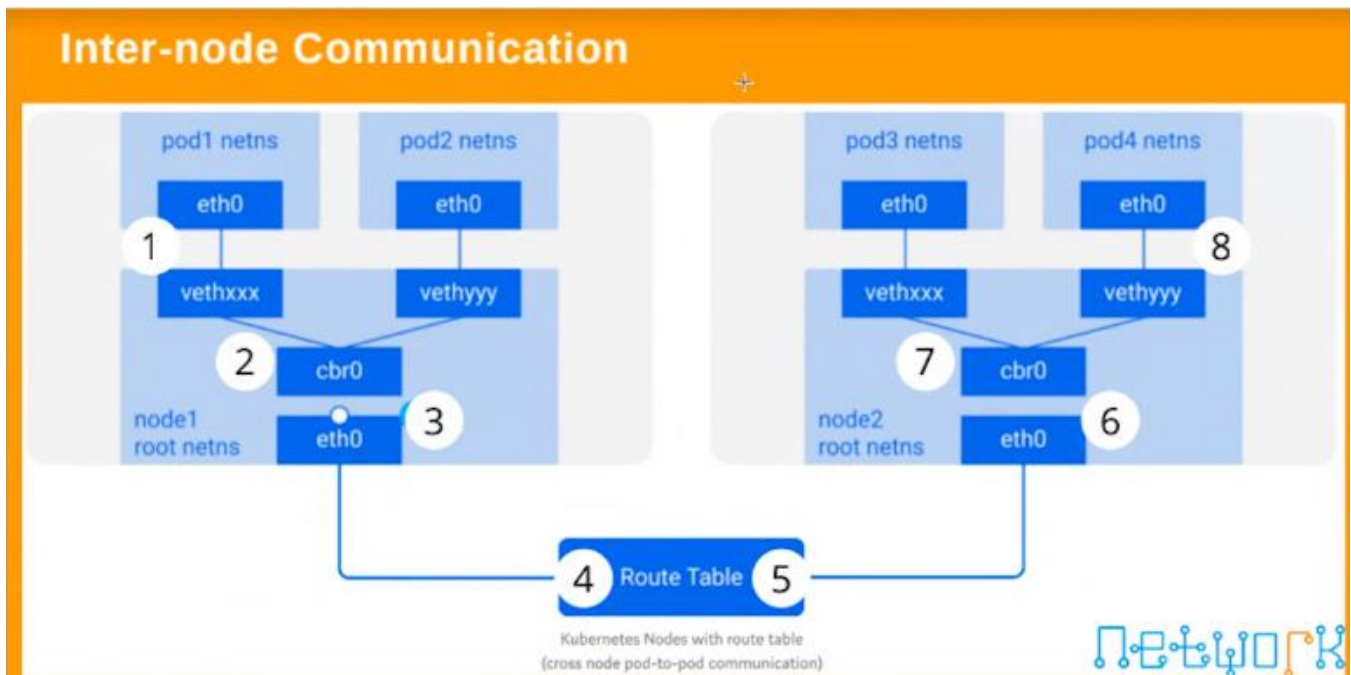 Inter-node Communication
pod1 netns
pod2 netns
pod3 netns
pod4 netns
eth0
eth0
eth0
eth0
1
8
vethxxx
vethyyy
vethxxx
vethyyy
2
cbr0
7
cbr0
node1
root netns
3
eth0
node2
root netns
6
eth0
4
Route Table
5
Kubernetes Nodes with route table
(cross node pod-to-pod communication)
network